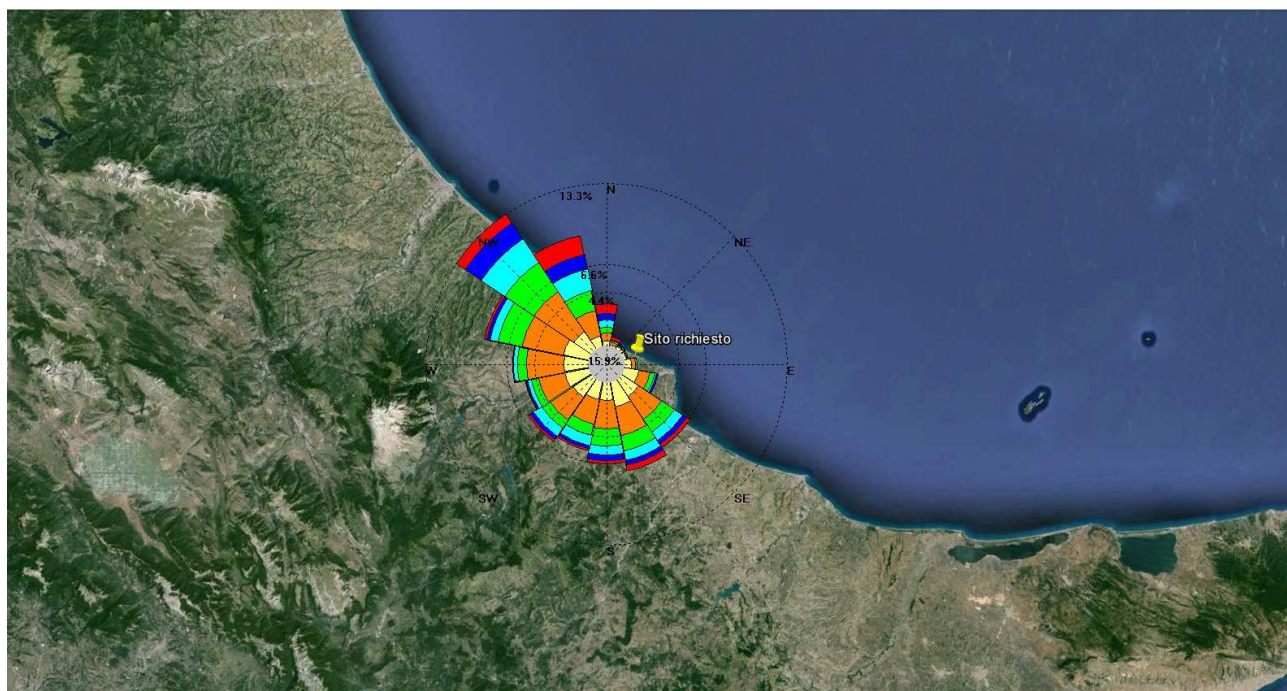 N
13.3%
NW
NE
6.6%
4.4%
Sito richiesto
15.9%
W
E
SW
SE
S